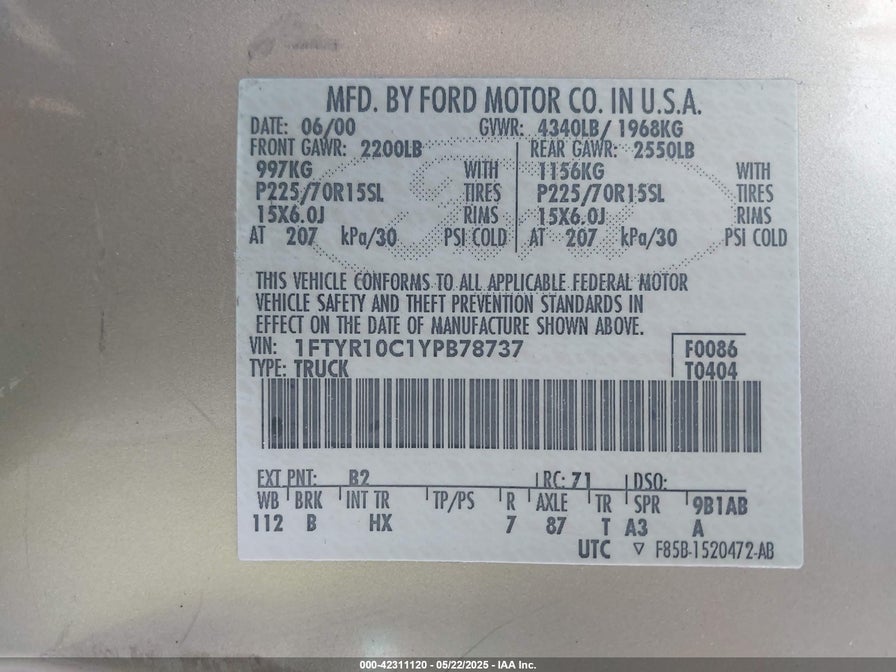 MFD. BY FORD MOTOR CO. IN U.S.A.
DATE: 06/00 GVWR: 4340LB/ 1968KG
FRONT GAWR: 2200LB REAR GAWR: 2550LB
997KG WITH 1156KG WITH
P225/70R15SL TIRES P225/70R15SL TIRES
15X6.0J RIMS 15X6.0J RIMS
AT 207 kPa/30 PSI COLD AT 207 kPa/30 PSI COLD
THIS VEHICLE CONFORMS TO ALL APPLICABLE FEDERAL MOTOR
VEHICLE SAFETY AND THEFT PREVENTION STANDARDS IN
EFFECT ON THE DATE OF MANUFACTURE SHOWN ABOVE.
VIN: 1FTYR10C1YPB78737 F0086
TYPE: TRUCK T0404
EXT PNT: B2 RC: 71 DSO:
WB BRK INT TR TP/PS R AXLE TR SPR 9B1AB
112 B HX 7 87 T A3 A
UTC ▽ F85B-1520472-AB
000-42311120 - 05/22/2025 - IAA Inc.